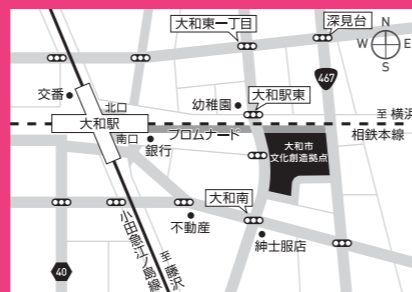 大和東一丁目
深見台
N
W E
S
467
交番
北口
幼稚園
大和駅東
至 横浜
大和駅
プロムナード
相鉄本線
南口
銀行
大和市
文化創造拠点
大和南
不動産
紳士服店
小田急江ノ島線
至 藤沢
40